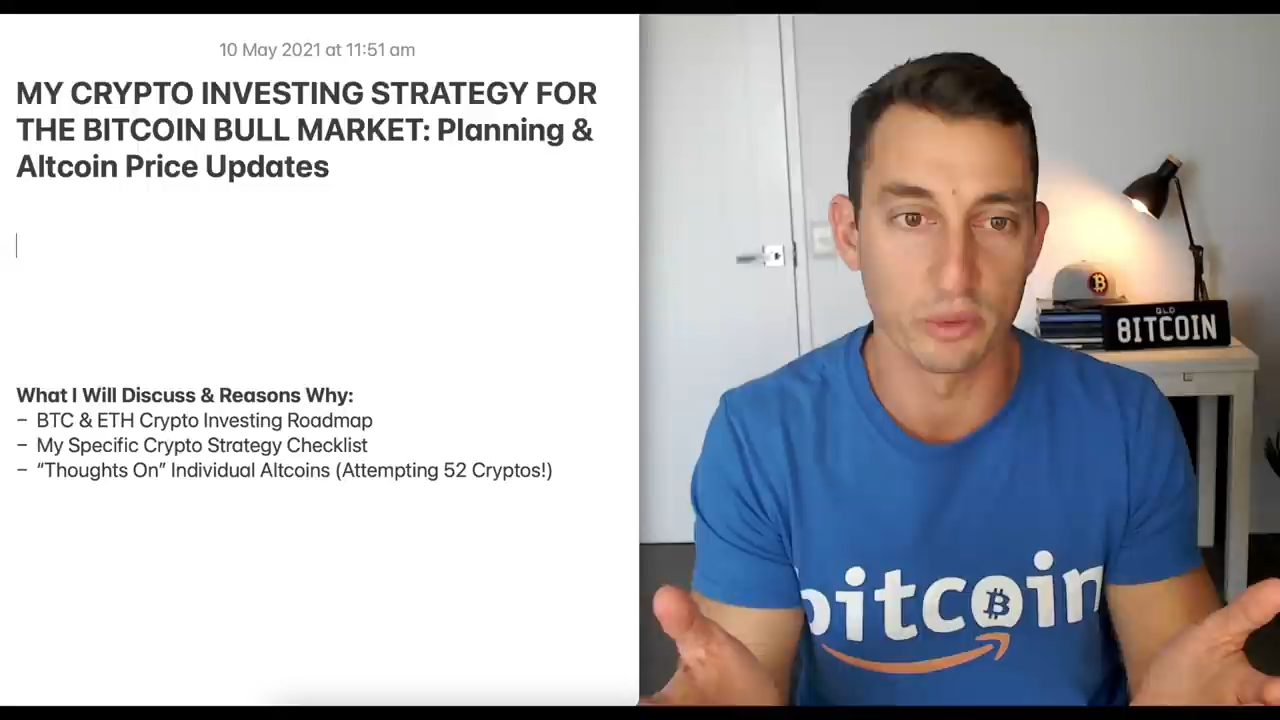 10 May 2021 at 11:51 am
MY CRYPTO INVESTING STRATEGY FOR
THE BITCOIN BULL MARKET: Planning &
Altcoin Price Updates
What I Will Discuss & Reasons Why:
– BTC & ETH Crypto Investing Roadmap
– My Specific Crypto Strategy Checklist
– “Thoughts On” Individual Altcoins (Attempting 52 Cryptos!)
QLD
8ITCOIN
bitcoin